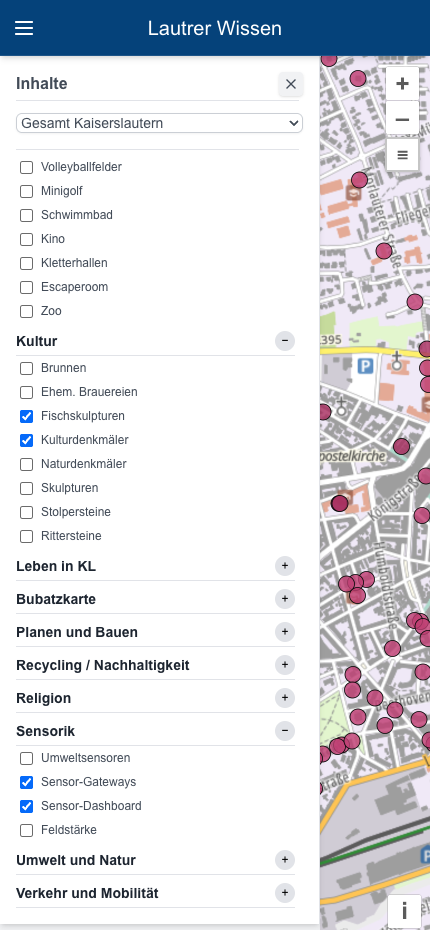 Lautrer Wissen
Inhalte
Gesamt Kaiserslautern
Volleyballfelder
Minigolf
Schwimmbad
Kino
Kletterhallen
Escaperoom
Zoo
Kultur
Brunnen
Ehem. Brauereien
Fischskulpturen
Kulturdenkmäler
Naturdenkmäler
Skulpturen
Stolpersteine
Rittersteine
Leben in KL
Bubatzkarte
Planen und Bauen
Recycling / Nachhaltigkeit
Religion
Sensorik
Umweltsensoren
Sensor-Gateways
Sensor-Dashboard
Feldstärke
Umwelt und Natur
Verkehr und Mobilität
395
P
postelkirche
Königstraße
Humboldtstraße
P
i